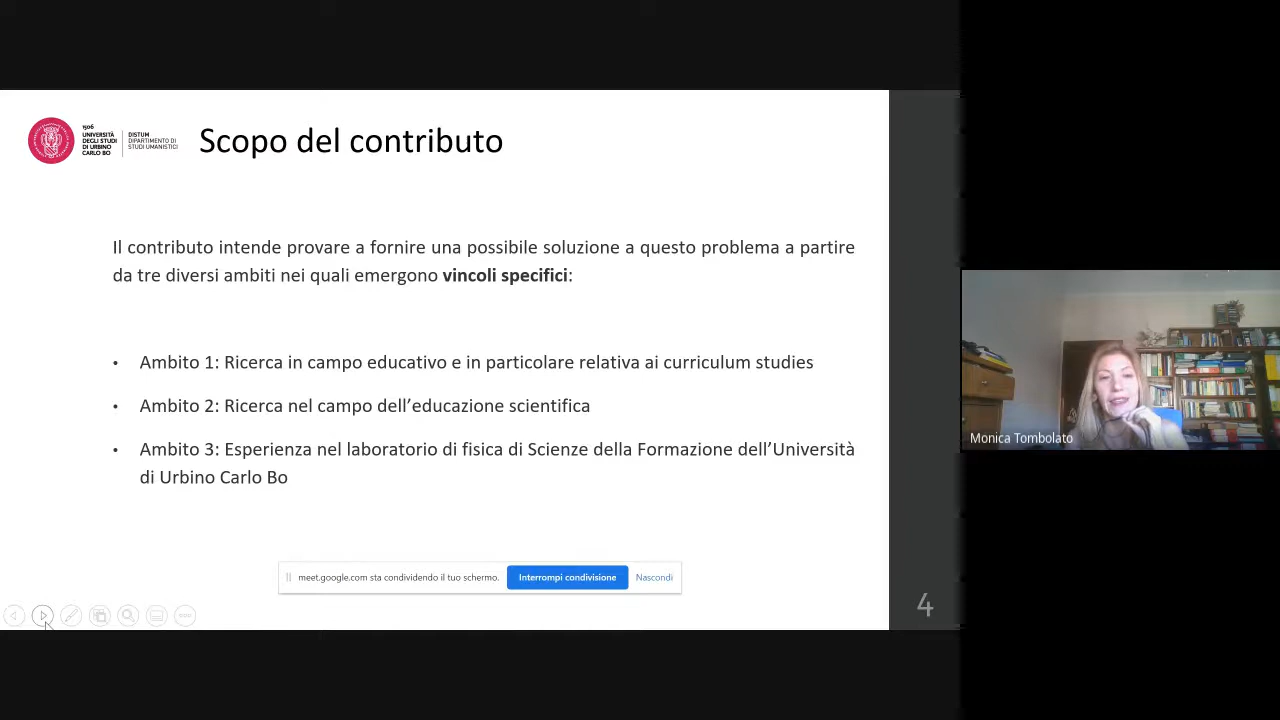 1506
UNIVERSITÀ
DEGLI STUDI
DI URBINO
CARLO BO
DISTUM
DIPARTIMENTO DI
STUDI UMANISTICI
Scopo del contributo
Il contributo intende provare a fornire una possibile soluzione a questo problema a partire
da tre diversi ambiti nei quali emergono vincoli specifici:
• Ambito 1: Ricerca in campo educativo e in particolare relativa ai curriculum studies
• Ambito 2: Ricerca nel campo dell’educazione scientifica
• Ambito 3: Esperienza nel laboratorio di fisica di Scienze della Formazione dell’Università
di Urbino Carlo Bo
meet.google.com sta condividendo il tuo schermo.
Interrompi condivisione
Nascondi
4
Monica Tombolato